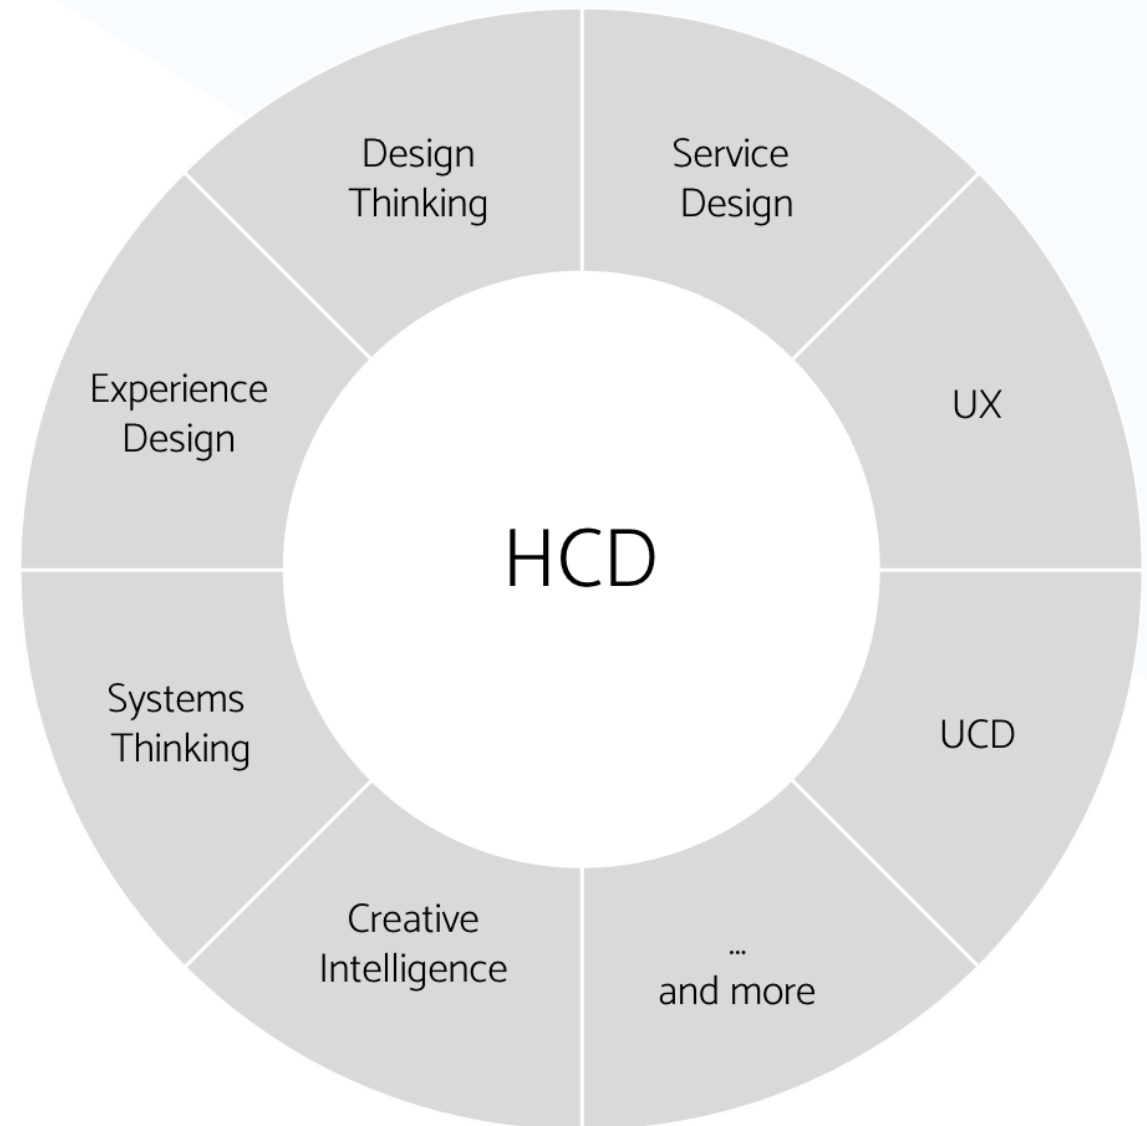 Design
Thinking
Service
Design
Experience
Design
UX
HCD
Systems
Thinking
UCD
Creative
Intelligence
...
and more